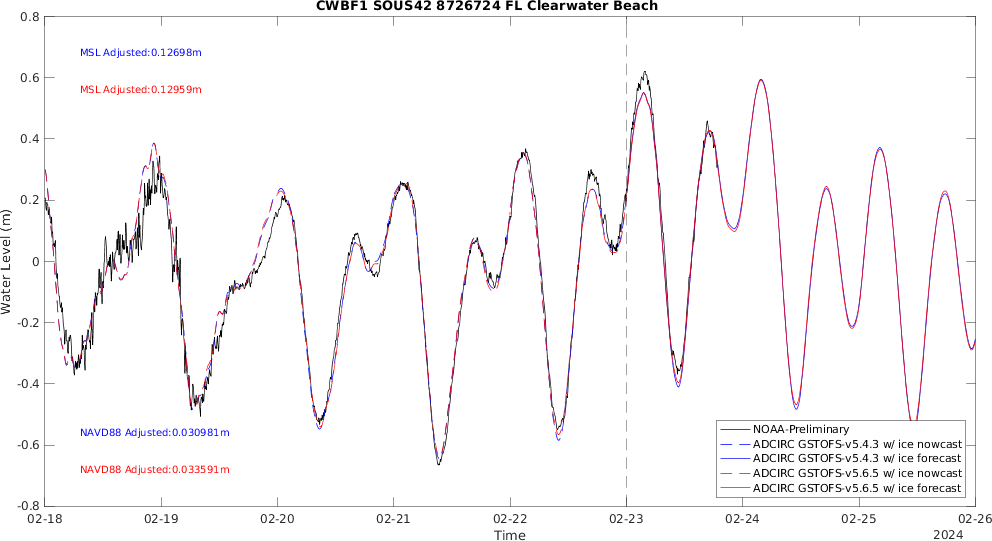 CWBF1 SOUS42 8726724 FL Clearwater Beach
0.8
0.6
0.4
0.2
0
-0.2
-0.4
-0.6
-0.8
Water Level (m)
MSL Adjusted:0.12698m
MSL Adjusted:0.12959m
NAVD88 Adjusted:0.030981m
NAVD88 Adjusted:0.033591m
NOAA-Preliminary
ADCIRC GSTOFS-v5.4.3 w/ ice nowcast
ADCIRC GSTOFS-v5.4.3 w/ ice forecast
ADCIRC GSTOFS-v5.6.5 w/ ice nowcast
ADCIRC GSTOFS-v5.6.5 w/ ice forecast
02-18
02-19
02-20
02-21
02-22
02-23
02-24
02-25
02-26
Time
2024